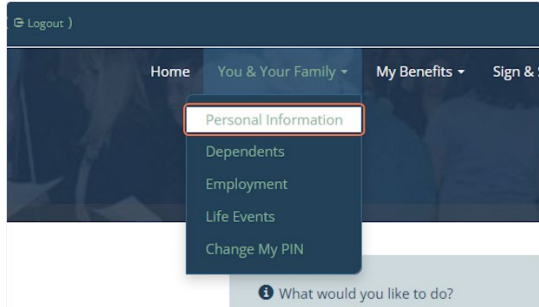 ( Logout )
Home You & Your Family My Benefits Sign &
Personal Information
Dependents
Employment
Life Events
Change My PIN
What would you like to do?